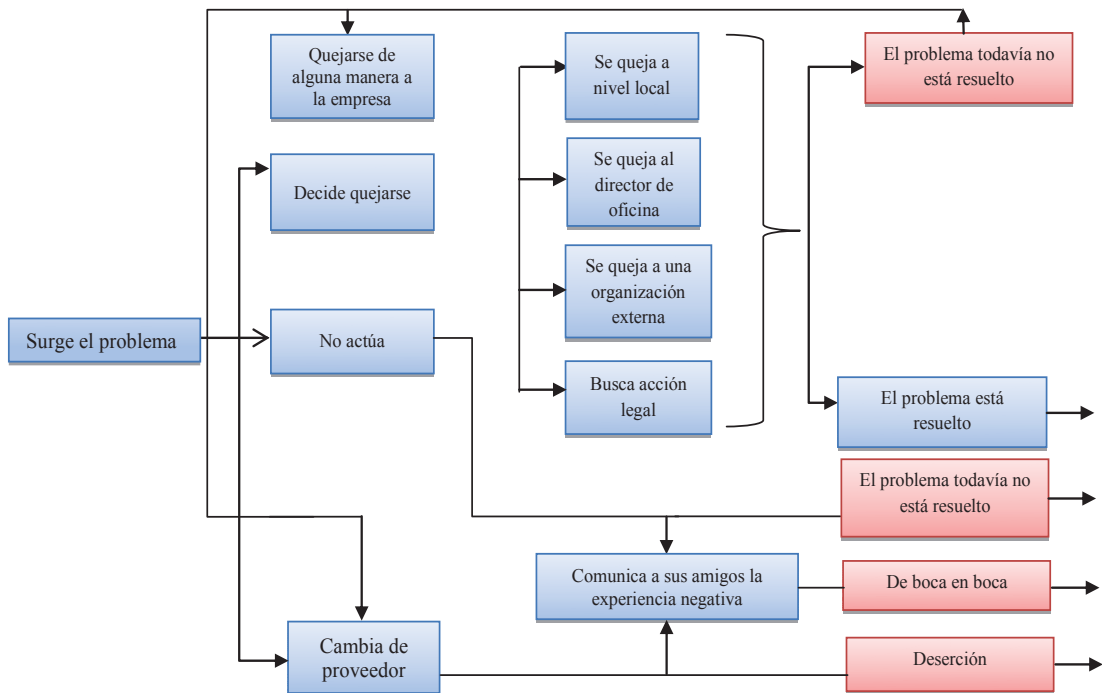 Quejarse de
alguna manera a
la empresa
Decide quejarse
Surge el problema
No actúa
Cambia de
proveedor
Se queja a
nivel local
Se queja al
director de
oficina
Se queja a una
organización
externa
Busca acción
legal
Comunica a sus amigos la
experiencia negativa
El problema todavía no
está resuelto
El problema está
resuelto
El problema todavía no
está resuelto
De boca en boca
Deserción